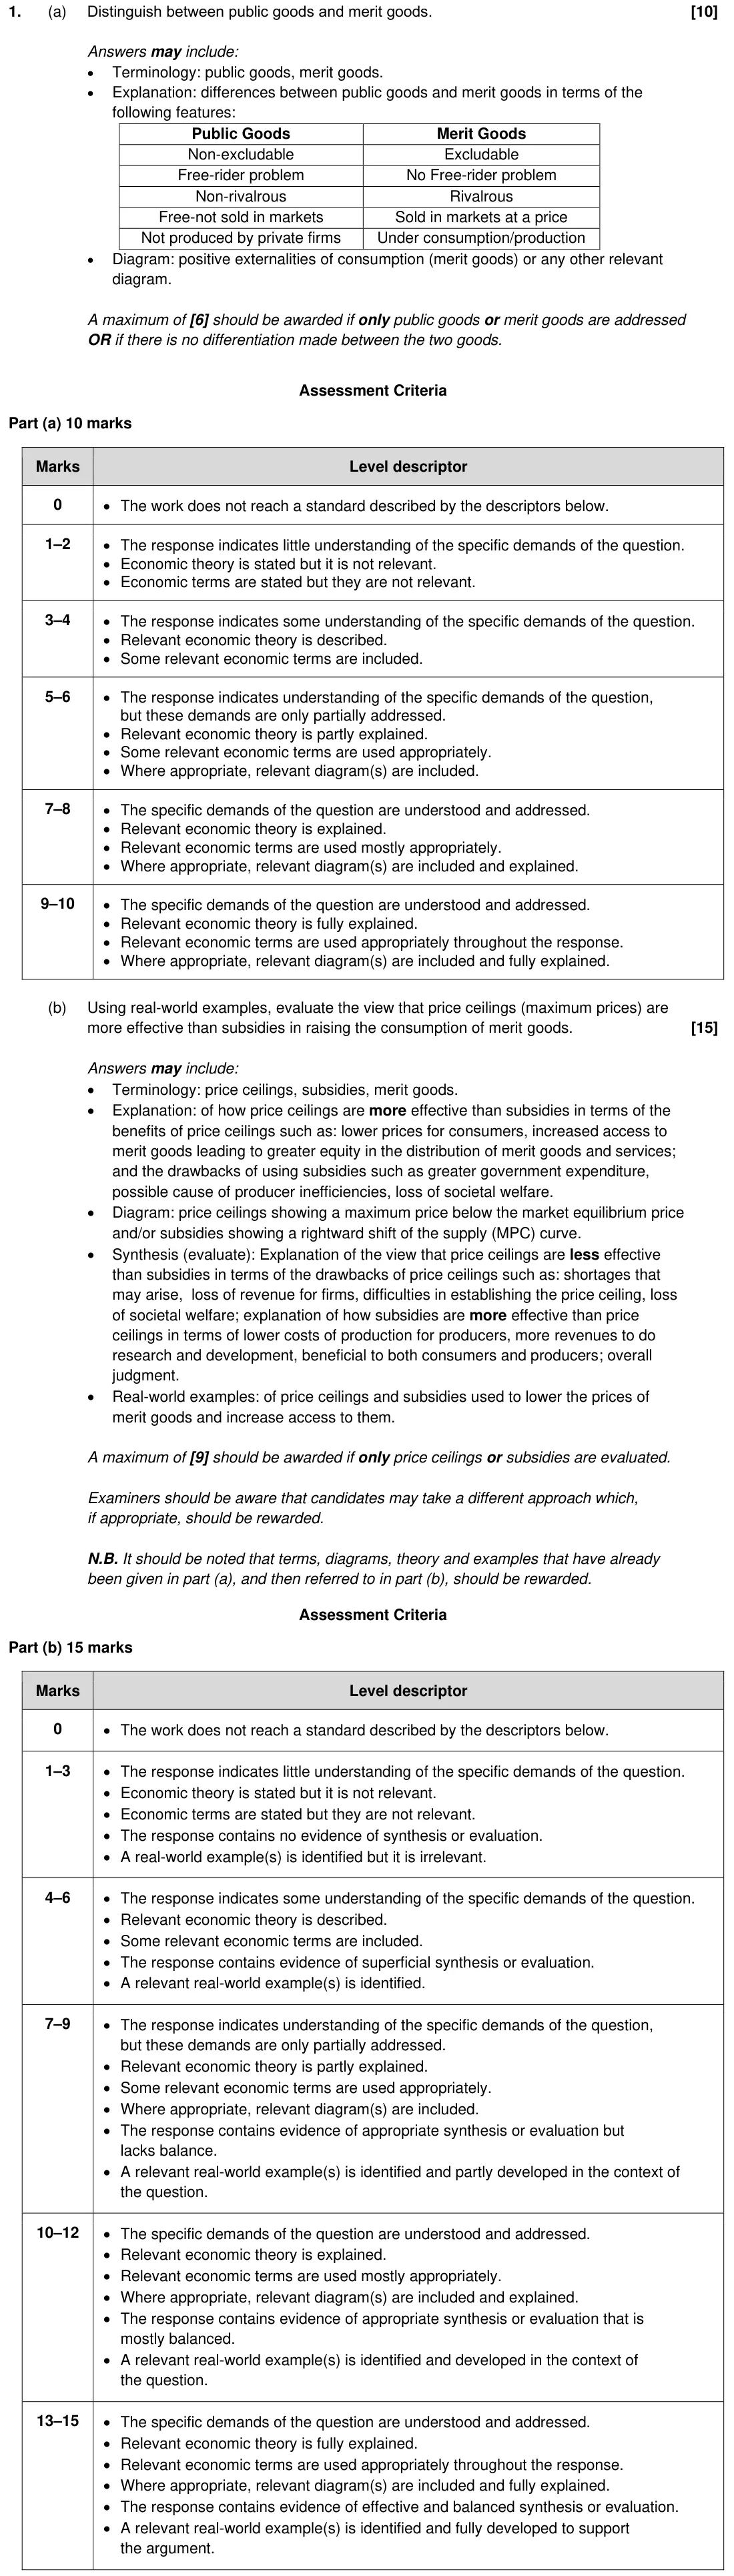 1. (a) Distinguish between public goods and merit goods. [10]
Answers may include:
• Terminology: public goods, merit goods.
• Explanation: differences between public goods and merit goods in terms of the
following features:
Public Goods Merit Goods
Non-excludable Excludable
Free-rider problem No Free-rider problem
Non-rivalrous Rivalrous
Free-not sold in markets Sold in markets at a price
Not produced by private firms Under consumption/production
• Diagram: positive externalities of consumption (merit goods) or any other relevant
diagram.
A maximum of [6] should be awarded if only public goods or merit goods are addressed
OR if there is no differentiation made between the two goods.
Assessment Criteria
Part (a) 10 marks
Marks Level descriptor
0 • The work does not reach a standard described by the descriptors below.
1–2 • The response indicates little understanding of the specific demands of the question.
• Economic theory is stated but it is not relevant.
• Economic terms are stated but they are not relevant.
3–4 • The response indicates some understanding of the specific demands of the question.
• Relevant economic theory is described.
• Some relevant economic terms are included.
5–6 • The response indicates understanding of the specific demands of the question,
but these demands are only partially addressed.
• Relevant economic theory is partly explained.
• Some relevant economic terms are used appropriately.
• Where appropriate, relevant diagram(s) are included.
7–8 • The specific demands of the question are understood and addressed.
• Relevant economic theory is explained.
• Relevant economic terms are used mostly appropriately.
• Where appropriate, relevant diagram(s) are included and explained.
9–10 • The specific demands of the question are understood and addressed.
• Relevant economic theory is fully explained.
• Relevant economic terms are used appropriately throughout the response.
• Where appropriate, relevant diagram(s) are included and fully explained.
(b) Using real-world examples, evaluate the view that price ceilings (maximum prices) are
more effective than subsidies in raising the consumption of merit goods. [15]
Answers may include:
• Terminology: price ceilings, subsidies, merit goods.
• Explanation: of how price ceilings are more effective than subsidies in terms of the
benefits of price ceilings such as: lower prices for consumers, increased access to
merit goods leading to greater equity in the distribution of merit goods and services;
and the drawbacks of using subsidies such as greater government expenditure,
possible cause of producer inefficiencies, loss of societal welfare.
• Diagram: price ceilings showing a maximum price below the market equilibrium price
and/or subsidies showing a rightward shift of the supply (MPC) curve.
• Synthesis (evaluate): Explanation of the view that price ceilings are less effective
than subsidies in terms of the drawbacks of price ceilings such as: shortages that
may arise, loss of revenue for firms, difficulties in establishing the price ceiling, loss
of societal welfare; explanation of how subsidies are more effective than price
ceilings in terms of lower costs of production for producers, more revenues to do
research and development, beneficial to both consumers and producers; overall
judgment.
• Real-world examples: of price ceilings and subsidies used to lower the prices of
merit goods and increase access to them.
A maximum of [9] should be awarded if only price ceilings or subsidies are evaluated.
Examiners should be aware that candidates may take a different approach which,
if appropriate, should be rewarded.
N.B. It should be noted that terms, diagrams, theory and examples that have already
been given in part (a), and then referred to in part (b), should be rewarded.
Assessment Criteria
Part (b) 15 marks
Marks Level descriptor
0 • The work does not reach a standard described by the descriptors below.
1–3 • The response indicates little understanding of the specific demands of the question.
• Economic theory is stated but it is not relevant.
• Economic terms are stated but they are not relevant.
• The response contains no evidence of synthesis or evaluation.
• A real-world example(s) is identified but it is irrelevant.
4–6 • The response indicates some understanding of the specific demands of the question.
• Relevant economic theory is described.
• Some relevant economic terms are included.
• The response contains evidence of superficial synthesis or evaluation.
• A relevant real-world example(s) is identified.
7–9 • The response indicates understanding of the specific demands of the question,
but these demands are only partially addressed.
• Relevant economic theory is partly explained.
• Some relevant economic terms are used appropriately.
• Where appropriate, relevant diagram(s) are included.
• The response contains evidence of appropriate synthesis or evaluation but
lacks balance.
• A relevant real-world example(s) is identified and partly developed in the context of
the question.
10–12 • The specific demands of the question are understood and addressed.
• Relevant economic theory is explained.
• Relevant economic terms are used mostly appropriately.
• Where appropriate, relevant diagram(s) are included and explained.
• The response contains evidence of appropriate synthesis or evaluation that is
mostly balanced.
• A relevant real-world example(s) is identified and developed in the context of
the question.
13–15 • The specific demands of the question are understood and addressed.
• Relevant economic theory is fully explained.
• Relevant economic terms are used appropriately throughout the response.
• Where appropriate, relevant diagram(s) are included and fully explained.
• The response contains evidence of effective and balanced synthesis or evaluation.
• A relevant real-world example(s) is identified and fully developed to support
the argument.